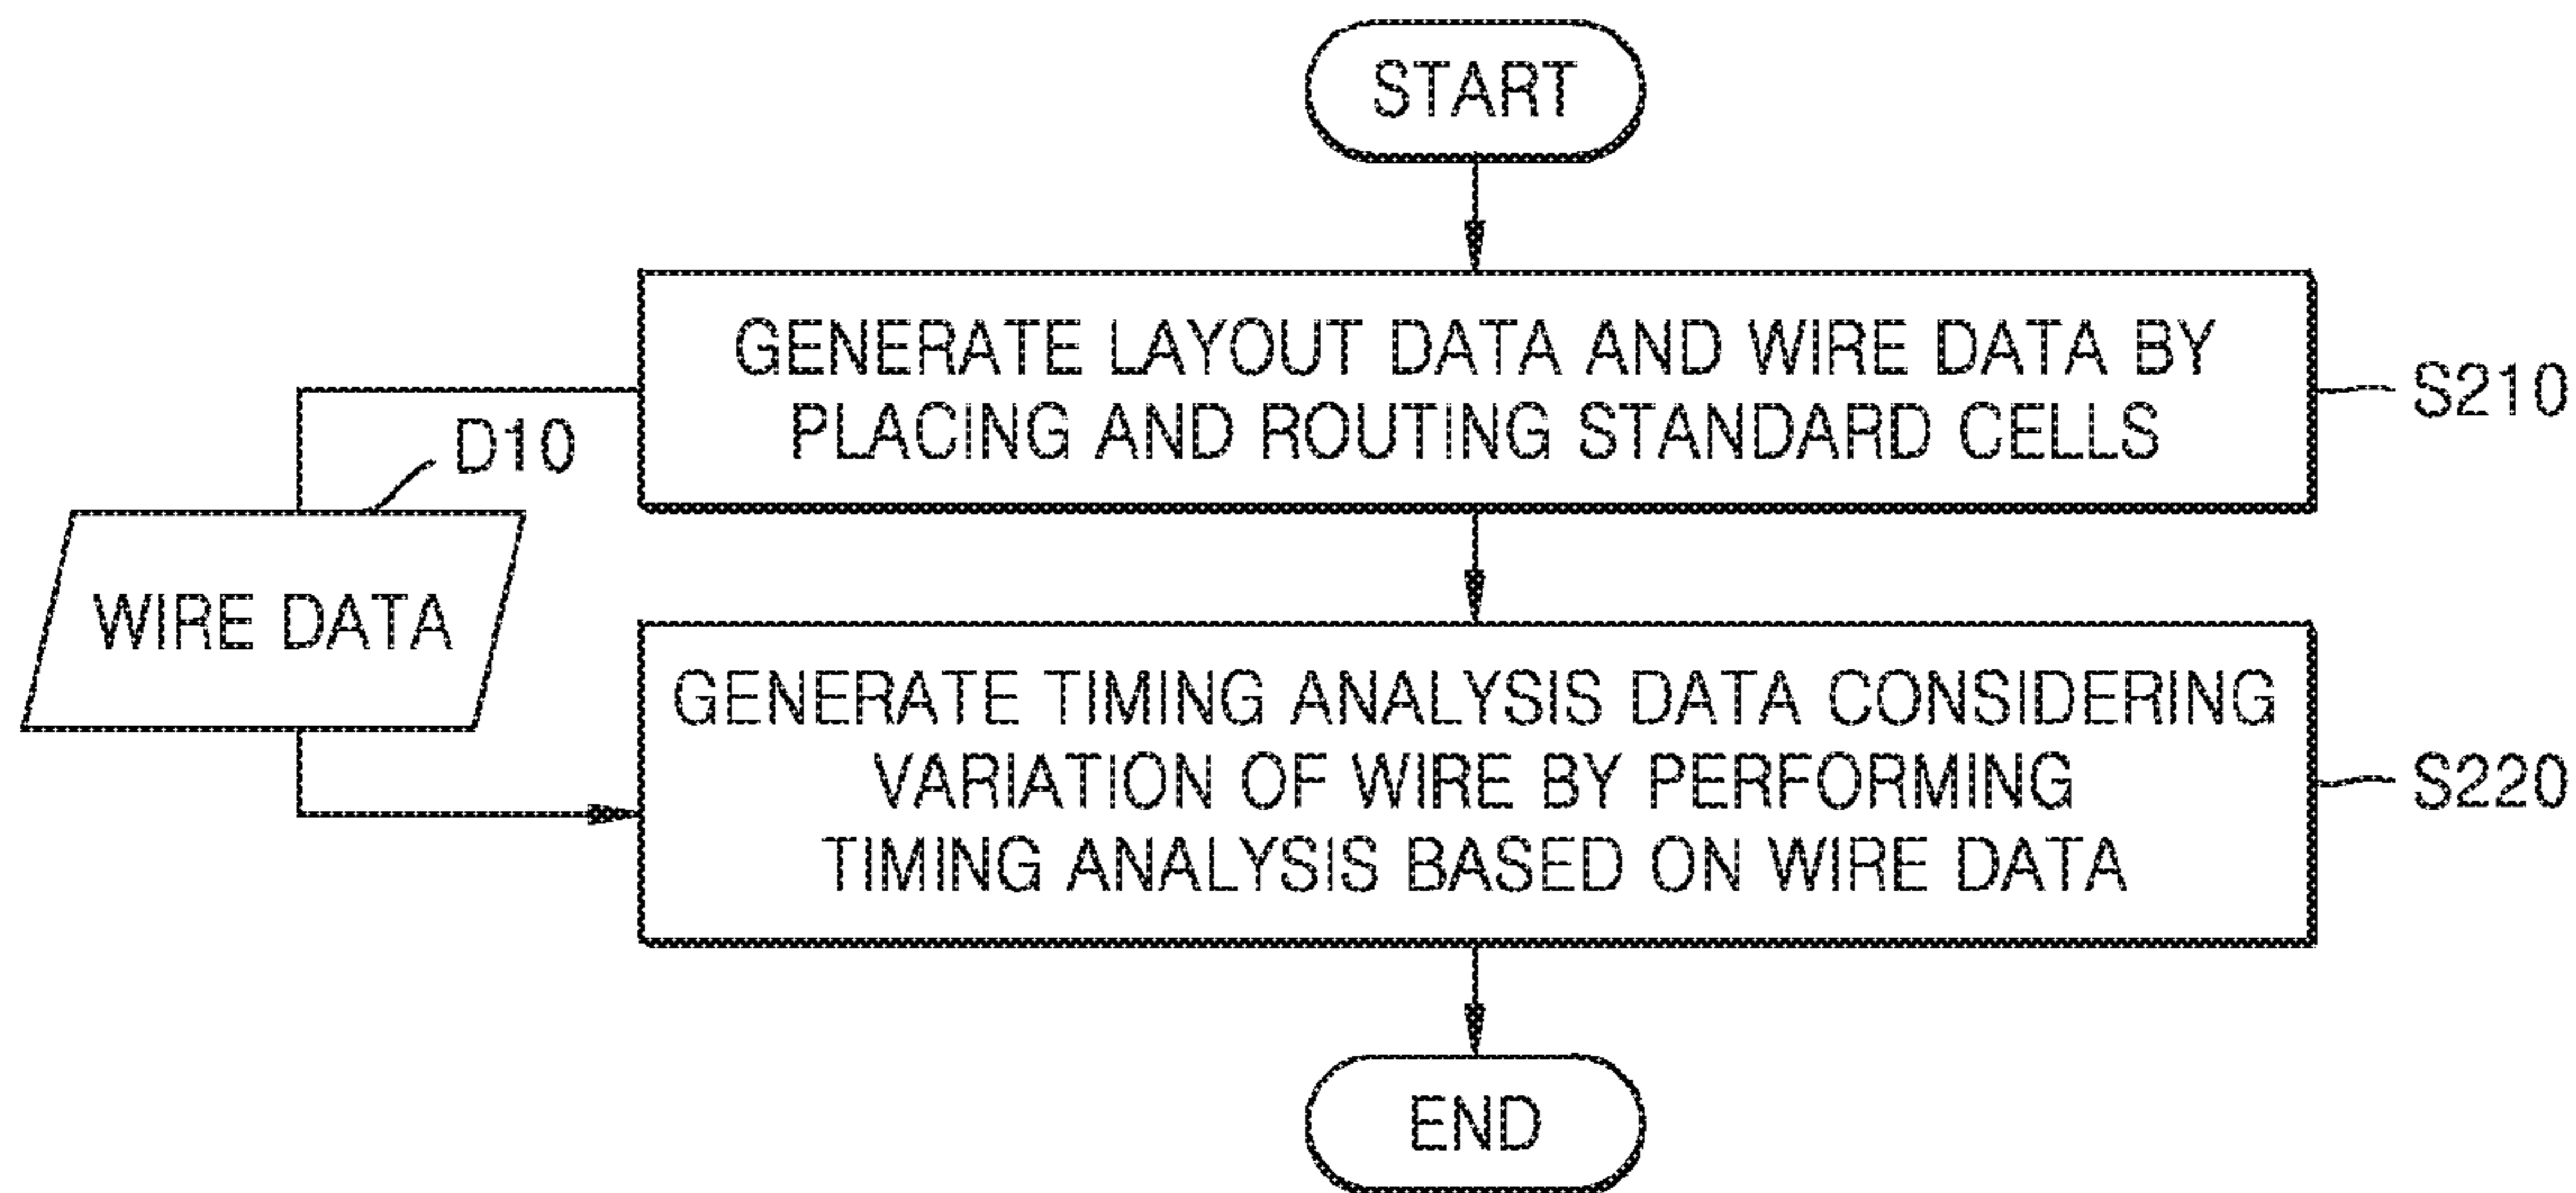 START
GENERATE LAYOUT DATA AND WIRE DATA BY
PLACING AND ROUTING STANDARD CELLS
S210
D10
WIRE DATA
GENERATE TIMING ANALYSIS DATA CONSIDERING
VARIATION OF WIRE BY PERFORMING
TIMING ANALYSIS BASED ON WIRE DATA
S220
END